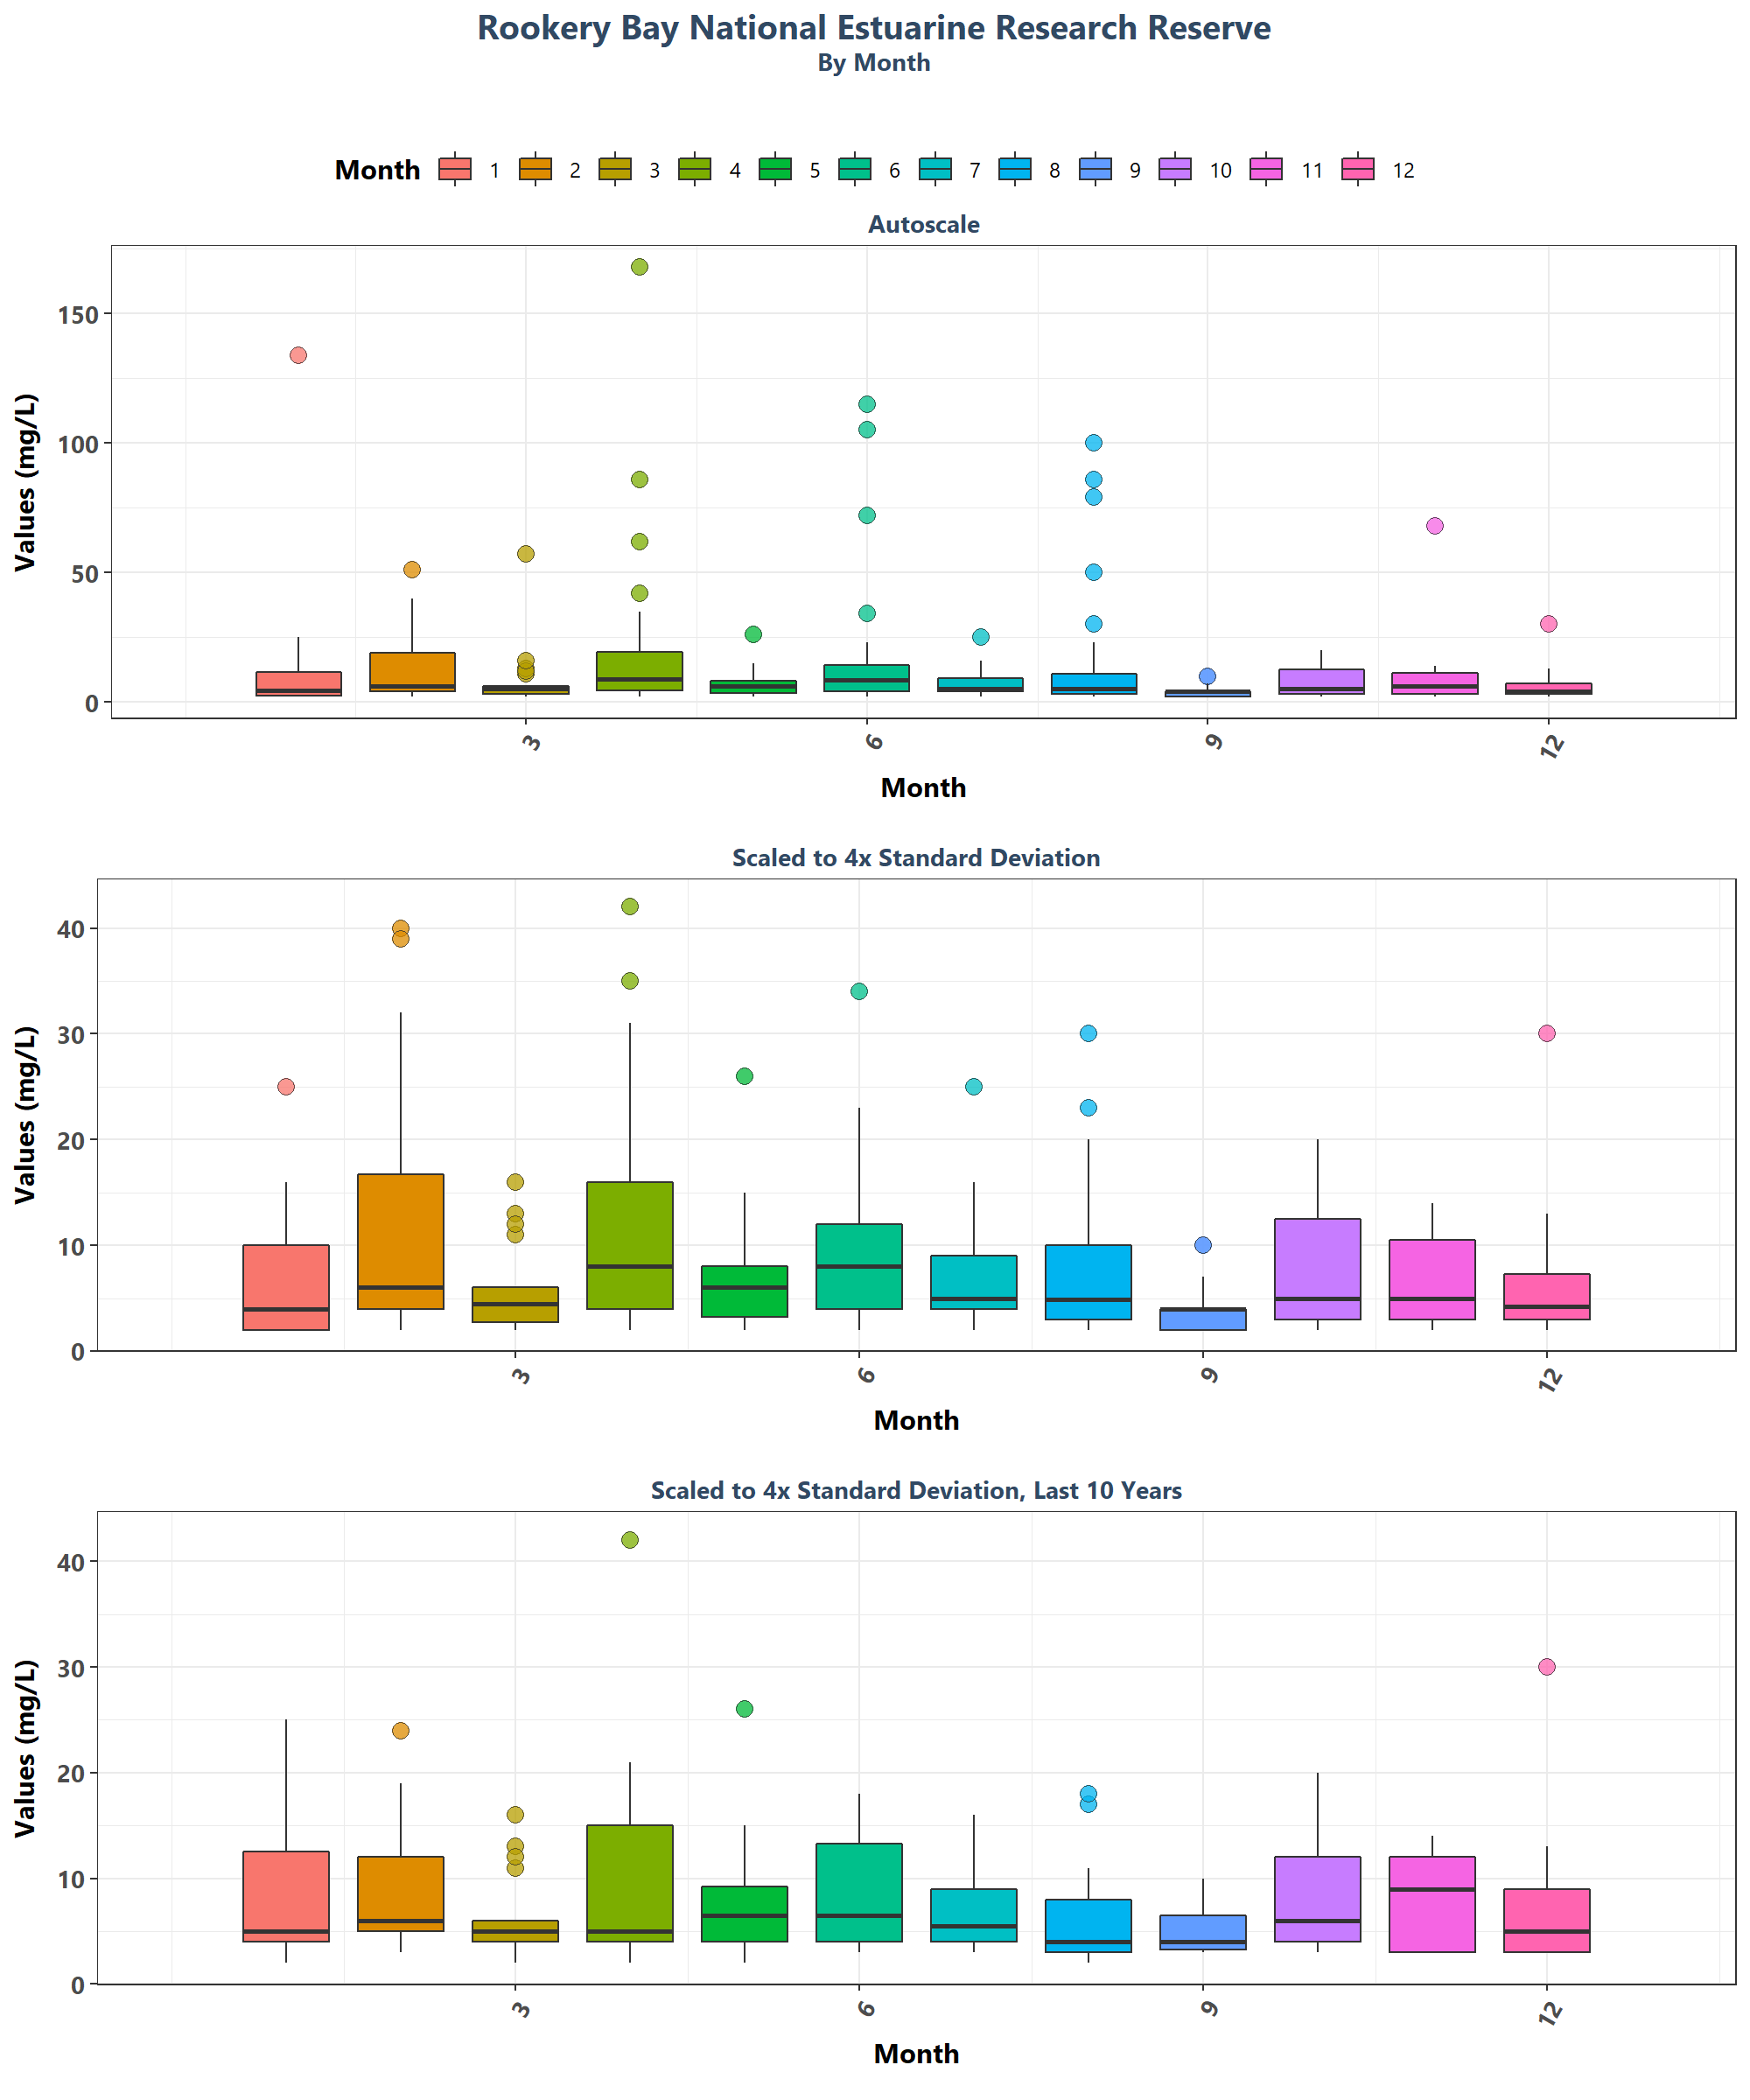 Rookery Bay National Estuarine Research Reserve
By Month
Month 1 2 3 4 5 6 7 8 9 10 11 12
Autoscale
Values (mg/L)
150
100
50
0
3 6 9 12
Month
Scaled to 4x Standard Deviation
Values (mg/L)
40
30
20
10
0
3 6 9 12
Month
Scaled to 4x Standard Deviation, Last 10 Years
Values (mg/L)
40
30
20
10
0
3 6 9 12
Month